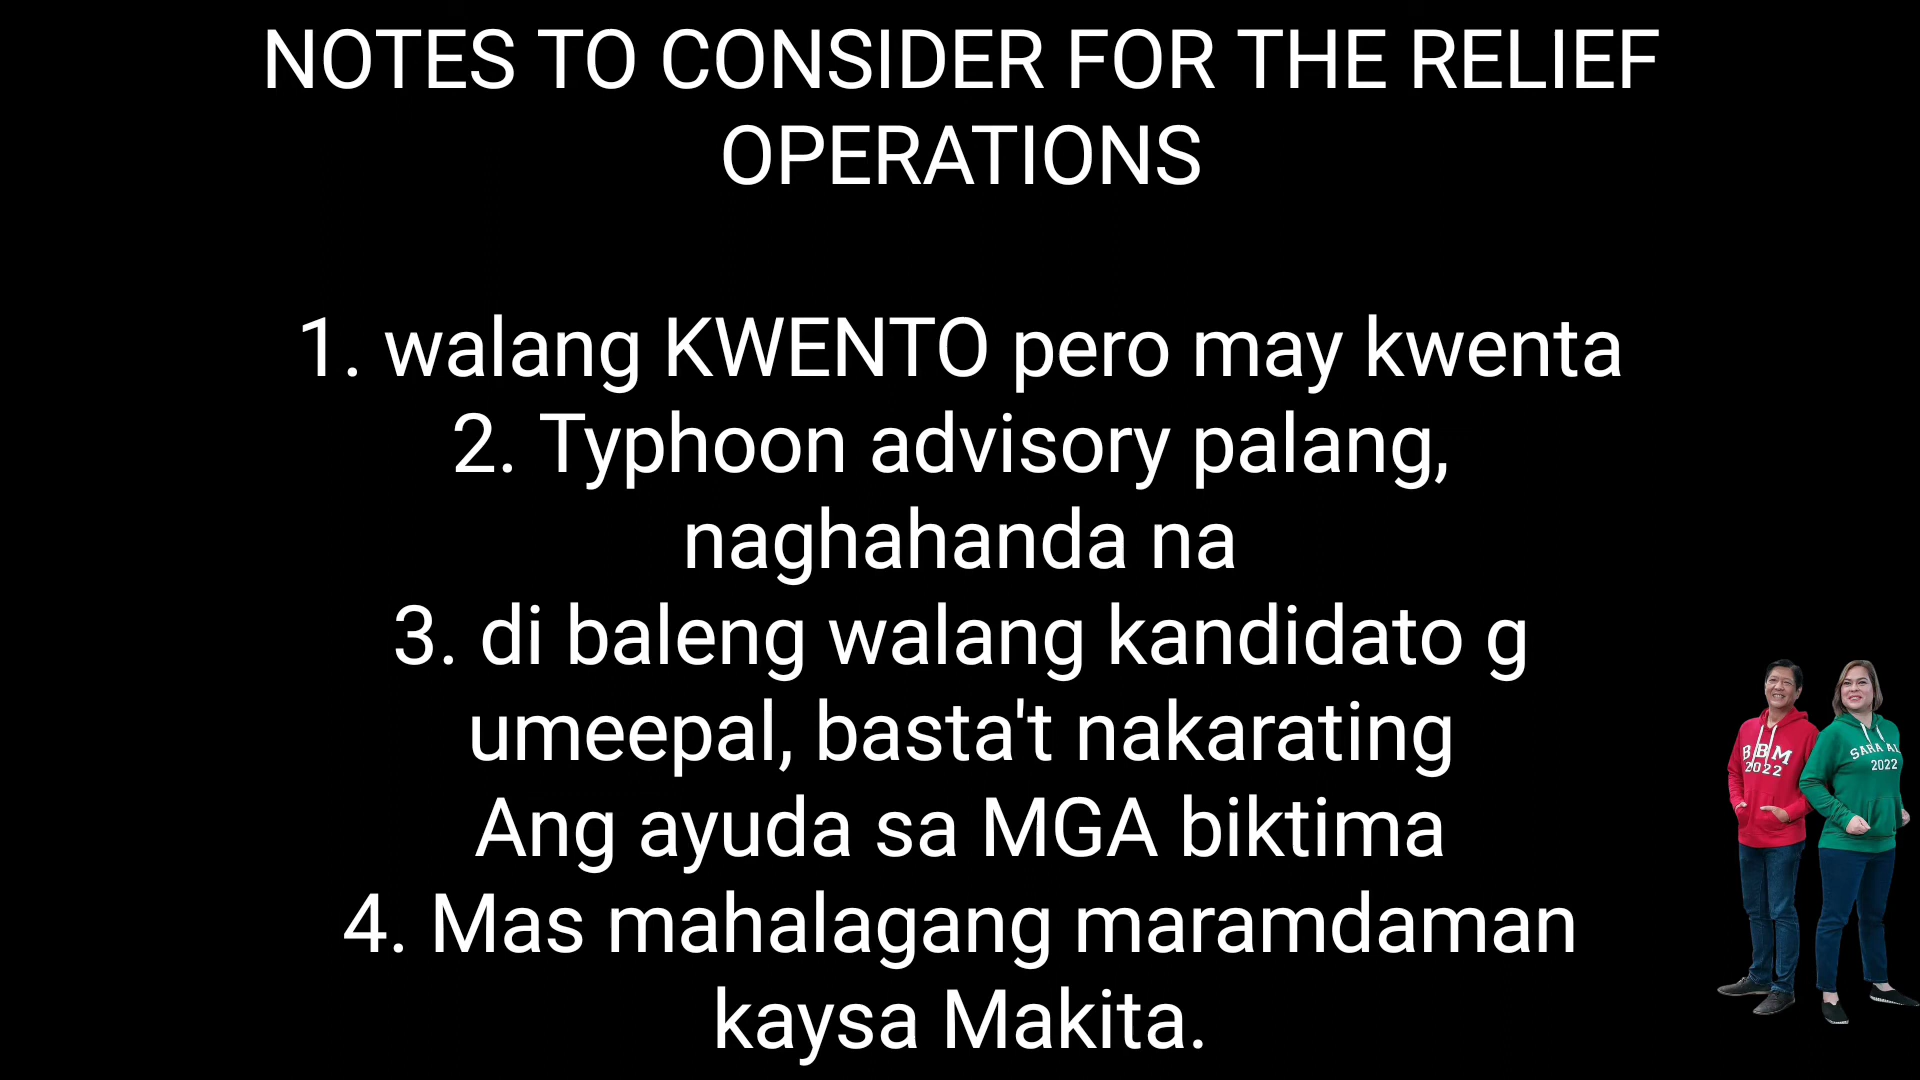 NOTES TO CONSIDER FOR THE RELIEF
OPERATIONS
1. walang KWENTO pero may kwenta
2. Typhoon advisory palang,
naghahanda na
3. di baleng walang kandidato g
umeepal, basta't nakarating
Ang ayuda sa MGA biktima
4. Mas mahalagang maramdaman
kaysa Makita.
BBM
2022
SARA
2022